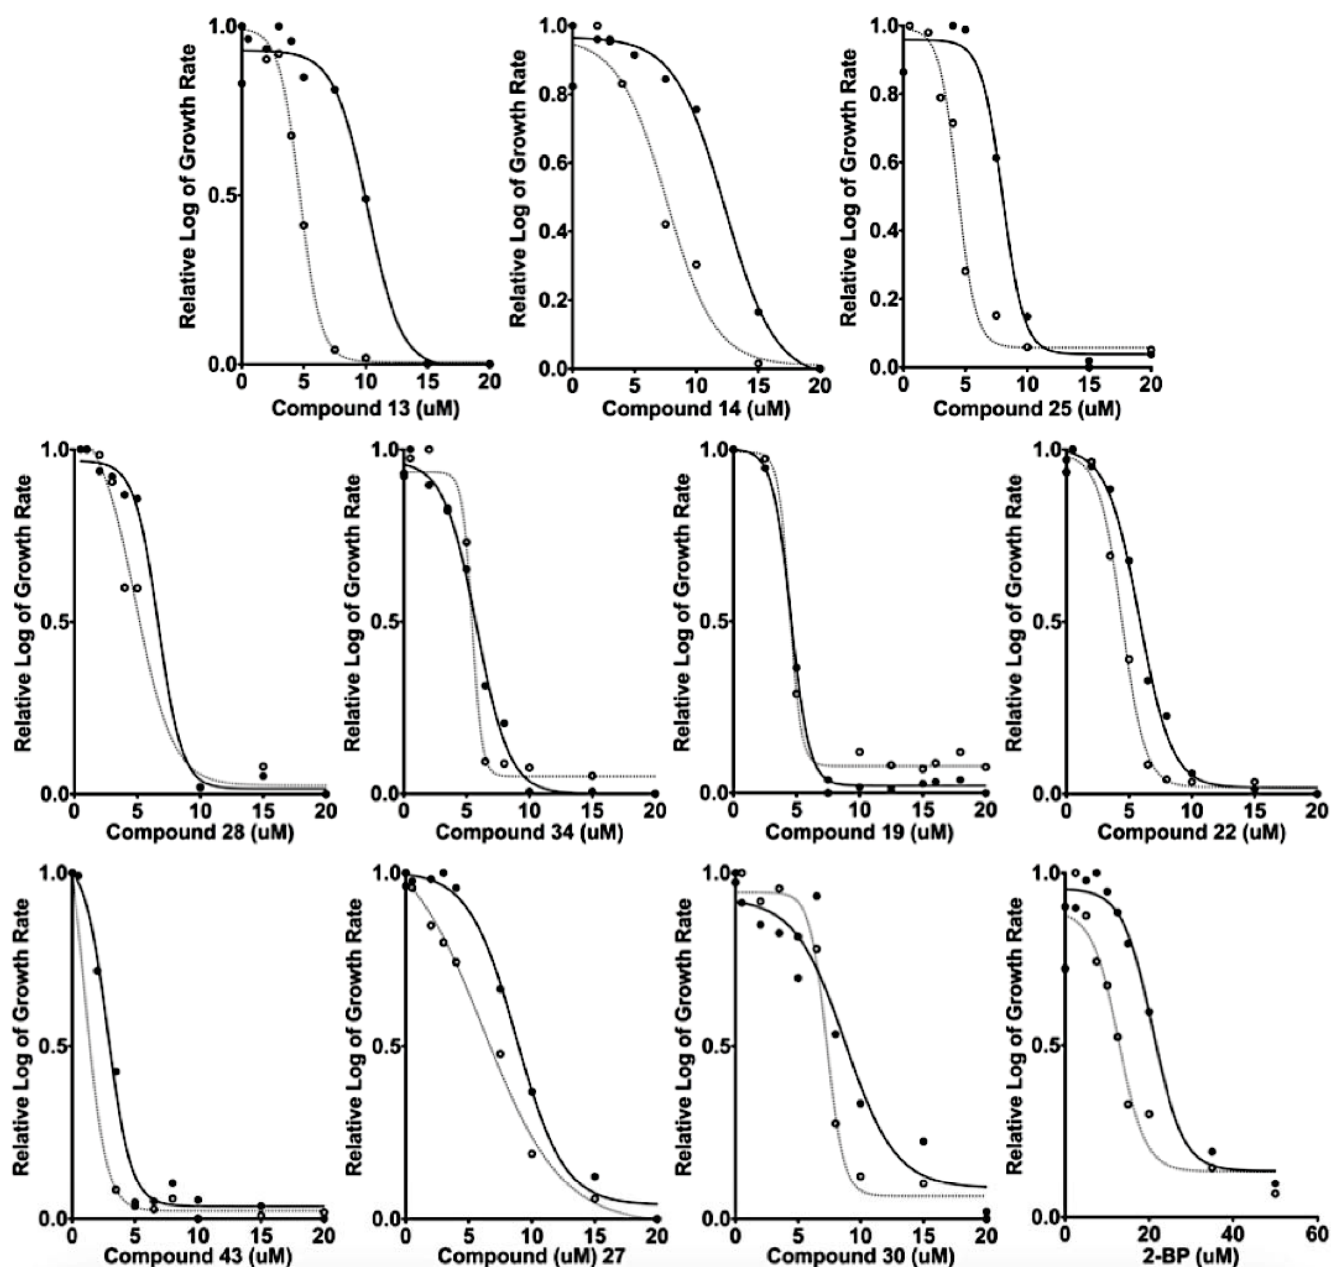 Relative Log of Growth Rate
1.0
0.5
0.0
0 5 10 15 20
Compound 13 (uM)
Relative Log of Growth Rate
1.0
0.8
0.6
0.4
0.2
0.0
0 5 10 15 20
Compound 14 (uM)
Relative Log of Growth Rate
1.0
0.8
0.6
0.4
0.2
0.0
0 5 10 15 20
Compound 25 (uM)
Relative Log of Growth Rate
1.0
0.5
0.0
0 5 10 15 20
Compound 28 (uM)
Relative Log of Growth Rate
1.0
0.5
0.0
0 5 10 15 20
Compound 34 (uM)
Relative Log of Growth Rate
1.0
0.5
0.0
0 5 10 15 20
Compound 19 (uM)
Relative Log of Growth Rate
1.0
0.5
0.0
0 5 10 15 20
Compound 22 (uM)
Relative Log of Growth Rate
1.0
0.5
0.0
0 5 10 15 20
Compound 43 (uM)
Relative Log of Growth Rate
1.0
0.5
0.0
0 5 10 15 20
Compound (uM) 27
Relative Log of Growth Rate
1.0
0.5
0.0
0 5 10 15 20
Compound 30 (uM)
Relative Log of Growth Rate
1.0
0.5
0.0
0 20 40 60
2-BP (uM)